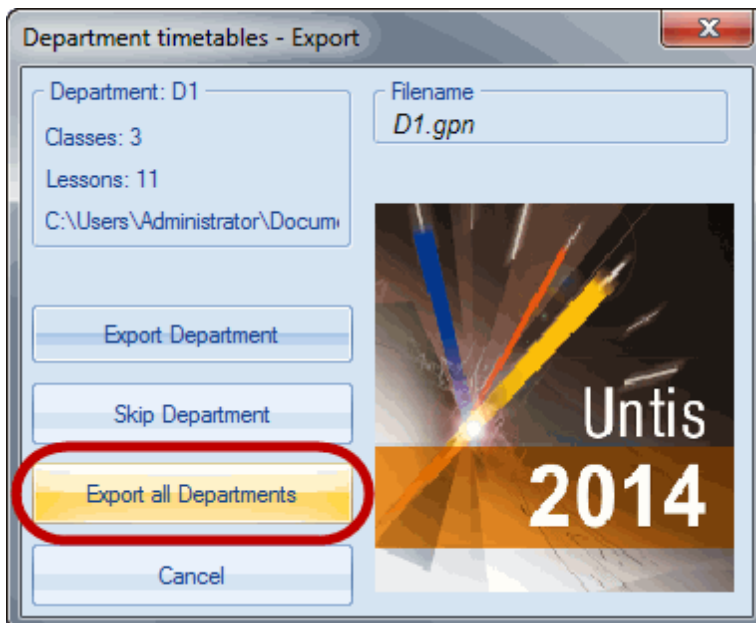 Department timetables - Export
Department: D1
Classes: 3
Lessons: 11
C:\Users\Administrator\Docum
Filename
D1.gpn
Export Department
Skip Department
Export all Departments
Cancel
Untis
2014